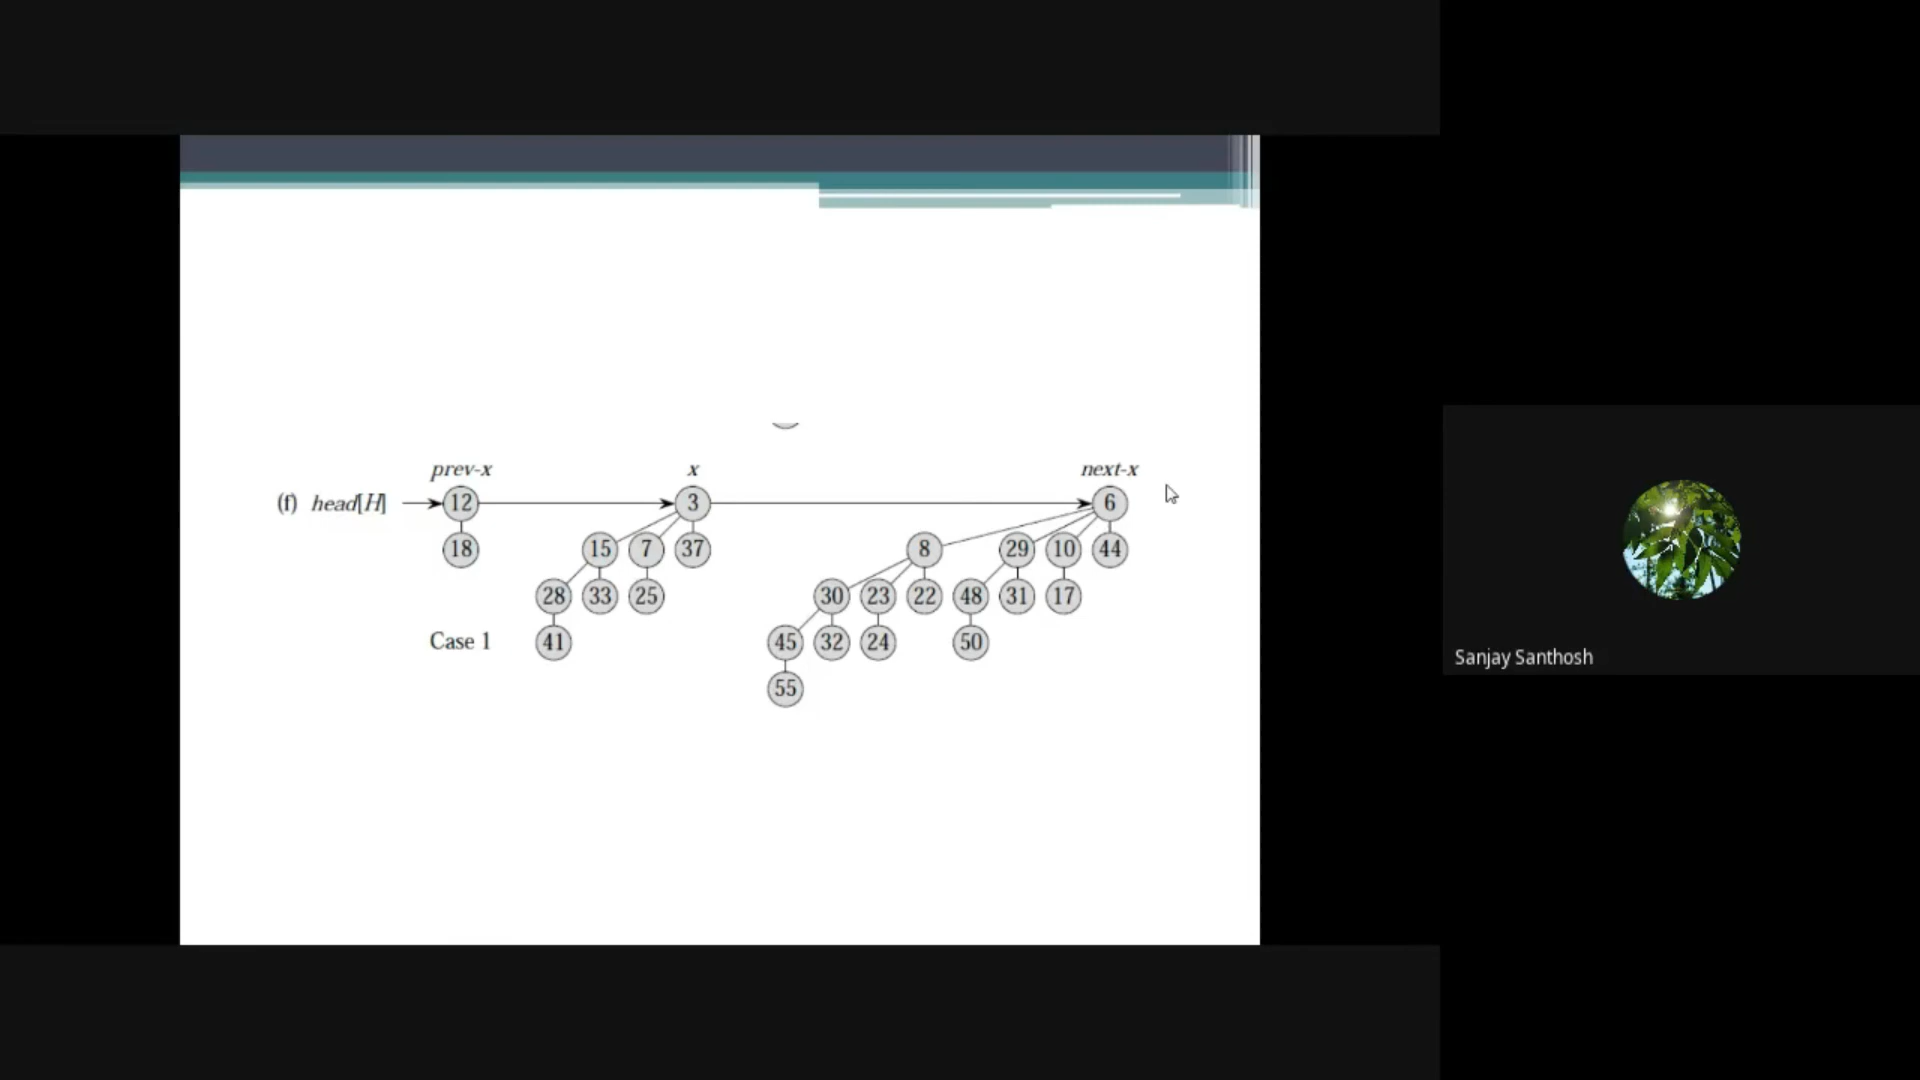 prev-x x next-x
(f) head[H] 12 3 6
18 15 7 37 8 29 10 44
28 33 25 30 23 22 48 31 17
Case 1 41 45 32 24 50
55
Sanjay Santhosh